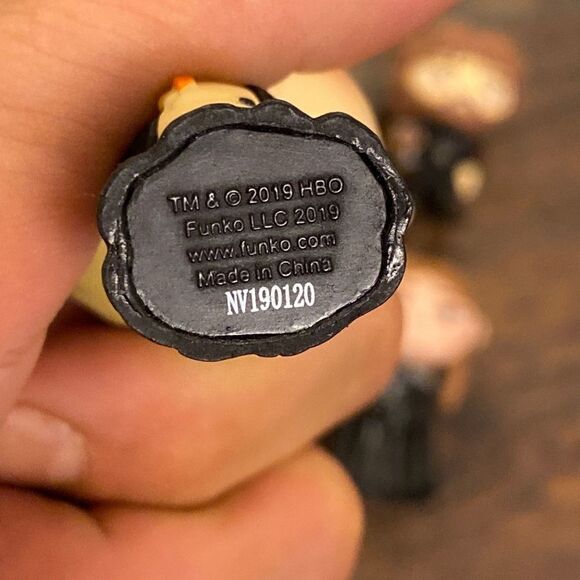 TM & © 2019 HBO
Funko LLC 2019
www.funko.com
Made in China
NV190120